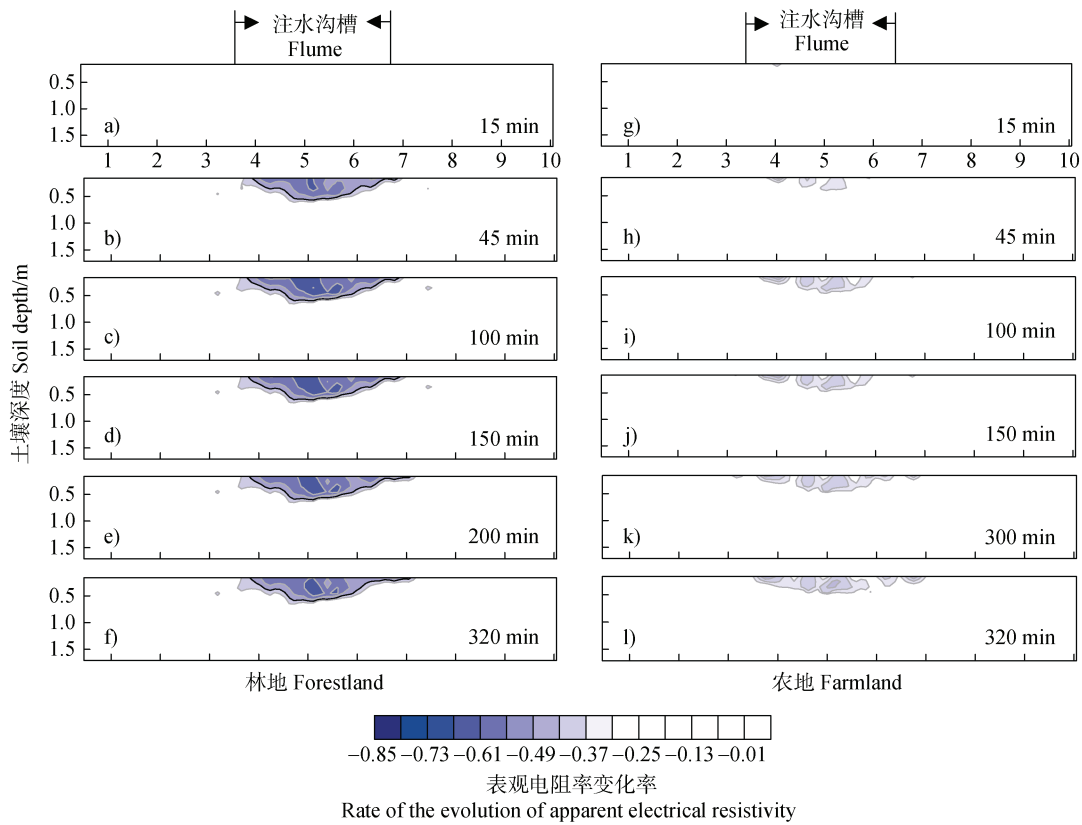 注水沟槽
Flume
注水沟槽
Flume
0.5
1.0
1.5
a)
15 min
g)
15 min
1 2 3 4 5 6 7 8 9 10
1 2 3 4 5 6 7 8 9 10
0.5
1.0
1.5
b)
45 min
h)
45 min
0.5
1.0
1.5
c)
100 min
i)
100 min
0.5
1.0
1.5
d)
150 min
j)
150 min
0.5
1.0
1.5
e)
200 min
k)
300 min
0.5
1.0
1.5
f)
320 min
l)
320 min
土壤深度 Soil depth/m
林地 Forestland
农地 Farmland
−0.85 −0.73 −0.61 −0.49 −0.37 −0.25 −0.13 −0.01
表观电阻率变化率
Rate of the evolution of apparent electrical resistivity